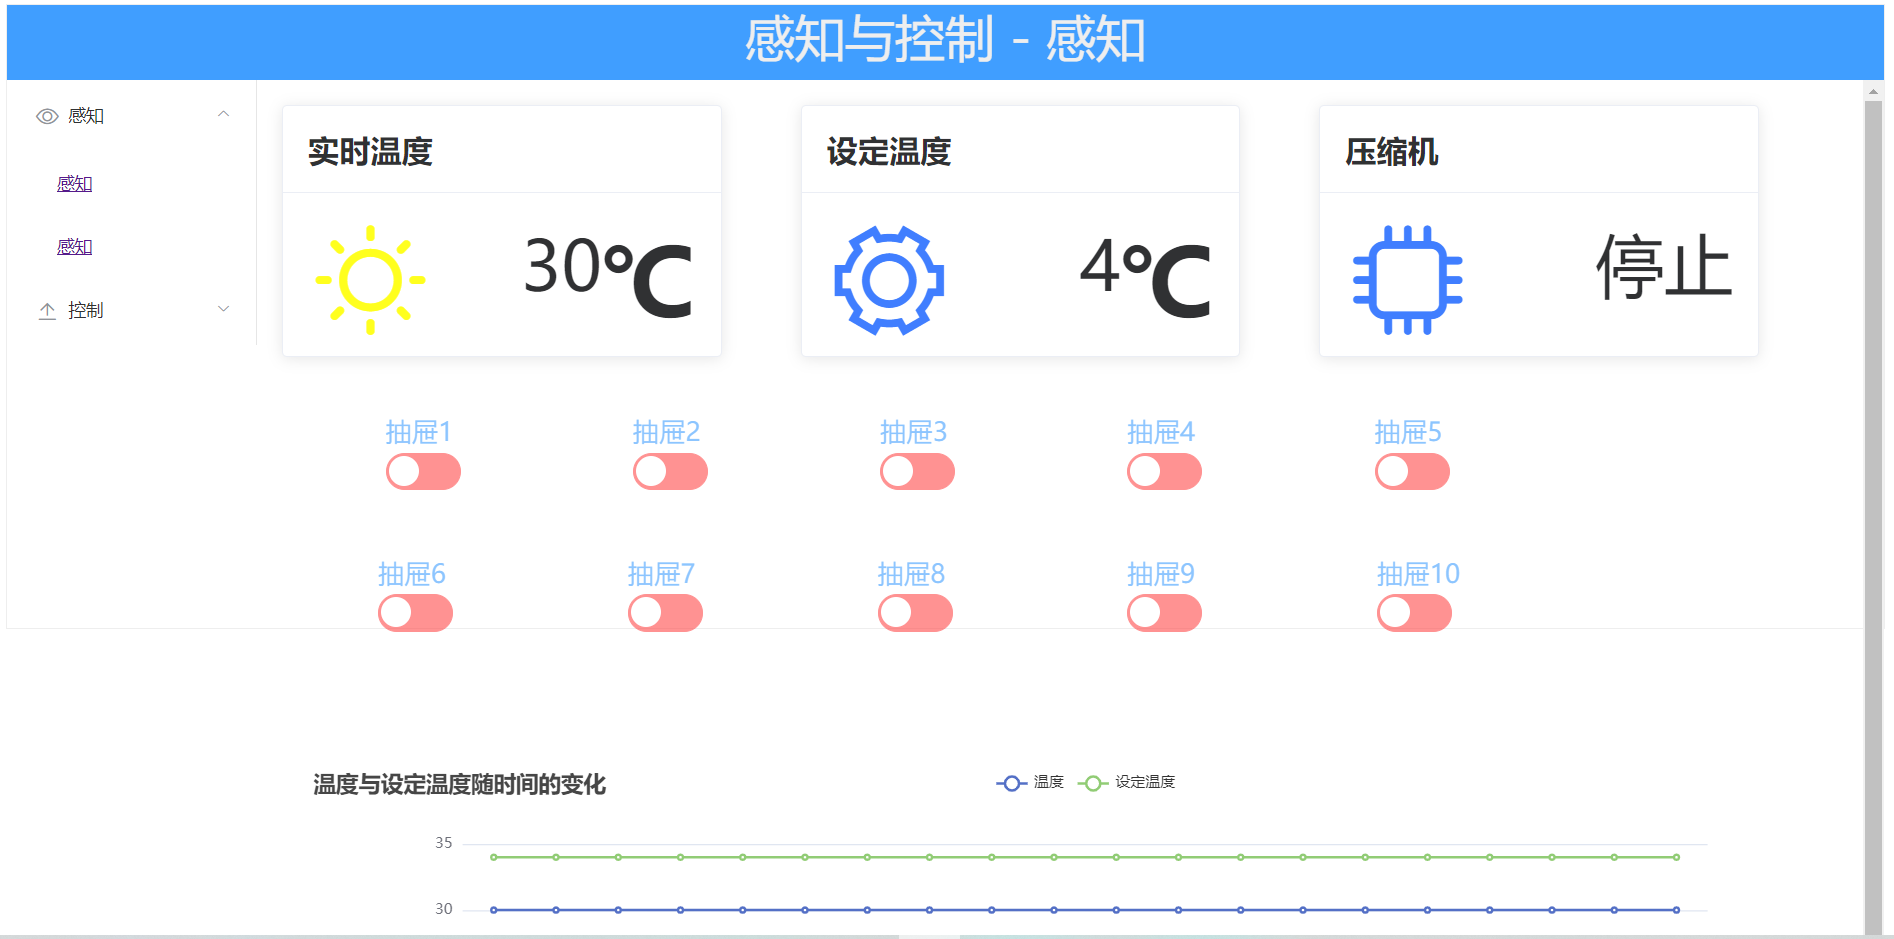 感知与控制 - 感知
感知
感知
感知
控制
实时温度
30℃
设定温度
4℃
压缩机
停止
抽屉1
抽屉2
抽屉3
抽屉4
抽屉5
抽屉6
抽屉7
抽屉8
抽屉9
抽屉10
温度与设定温度随时间的变化
温度
设定温度
35
30